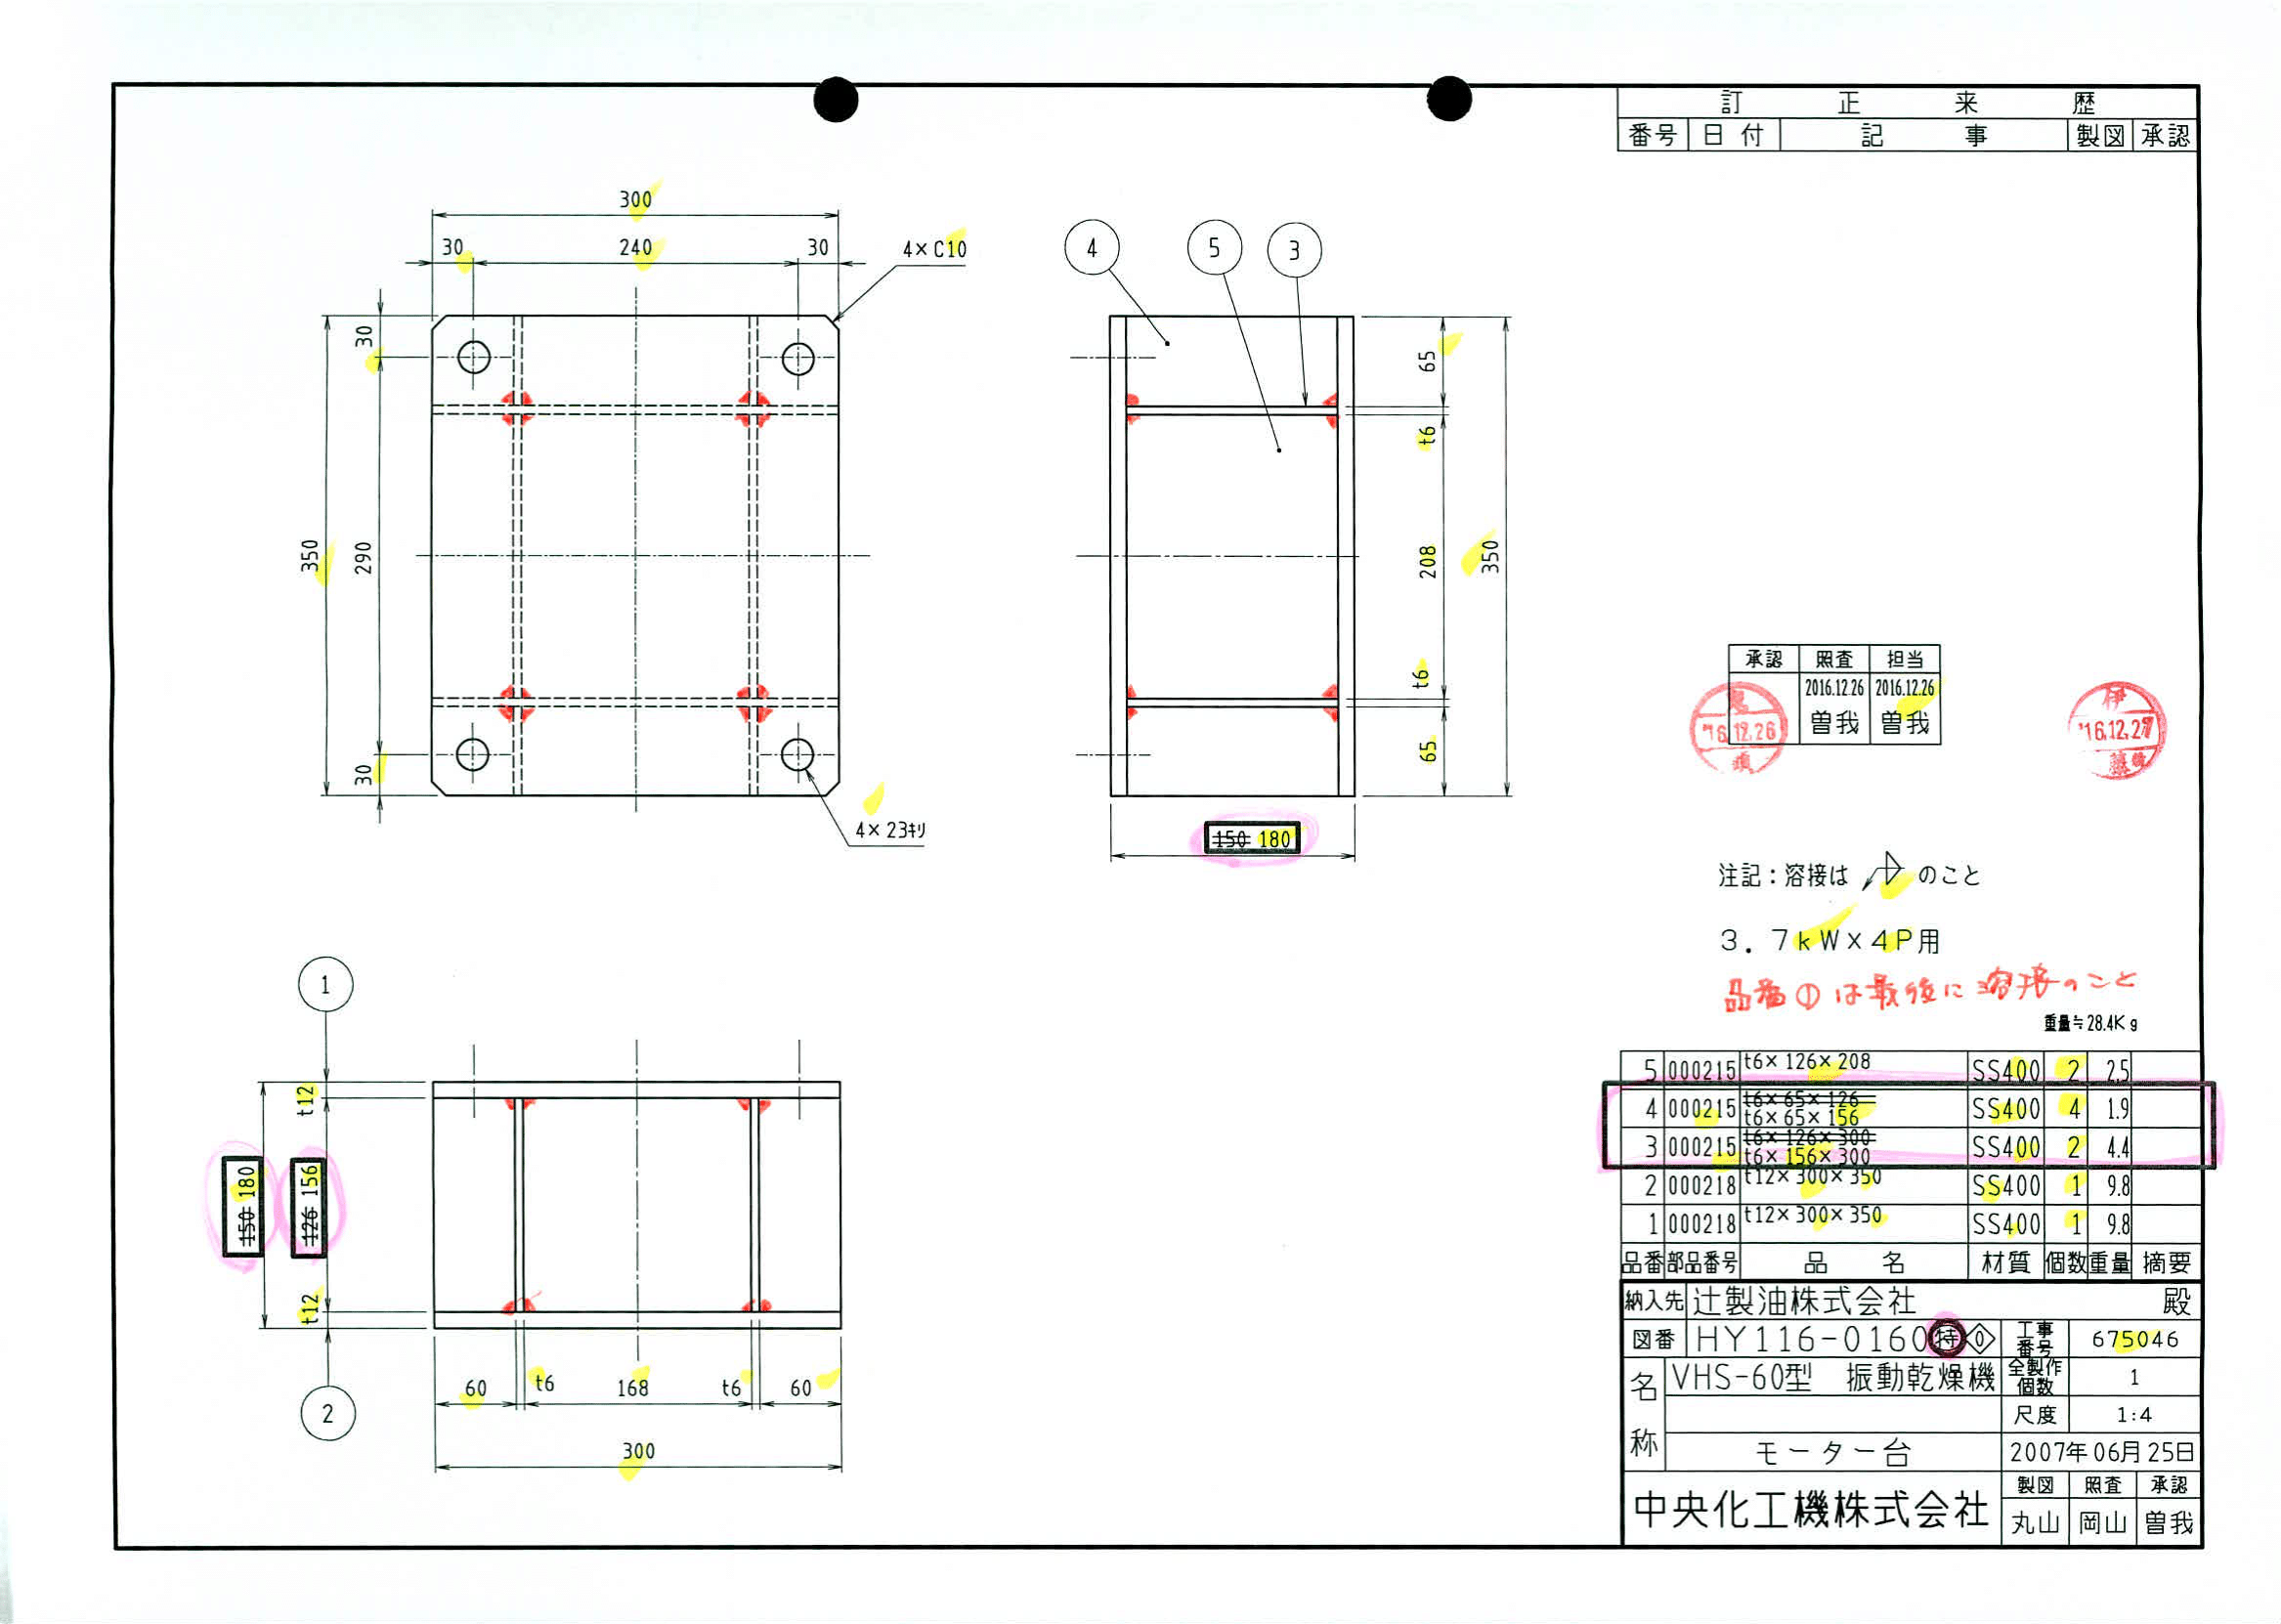 訂正来歴
番号 日付 記事 製図 承認
300
30 240 30
4×C10
4 5 3
30
350
290
30
4×23キリ
65
t6
208
350
t6
65
150 180
承認 照査 担当
2016.12.26 2016.12.26
曽我 曽我
'16.12.26
伊
'16.12.27
藤
注記:溶接は のこと
3.7kW×4P用
品番①は最後に溶接のこと
重量≒28.4Kg
1
t12
150 180
126 156
t12
2
60 t6 168 t6 60
300
5 000215 t6×126×208 SS400 2 2.5
4 000215 t6×65×126 t6×65×156 SS400 4 1.9
3 000215 t6×126×300 t6×156×300 SS400 2 4.4
2 000218 t12×300×350 SS400 1 9.8
1 000218 t12×300×350 SS400 1 9.8
品番 部品番号 品名 材質 個数 重量 摘要
納入先 辻製油株式会社 殿
図番 HY116-0160 特 0 工事番号 675046
名称 VHS-60型 振動乾燥機 全製作個数 1
尺度 1:4
モーター台 2007年06月25日
中央化工機株式会社 製図 照査 承認
丸山 岡山 曽我